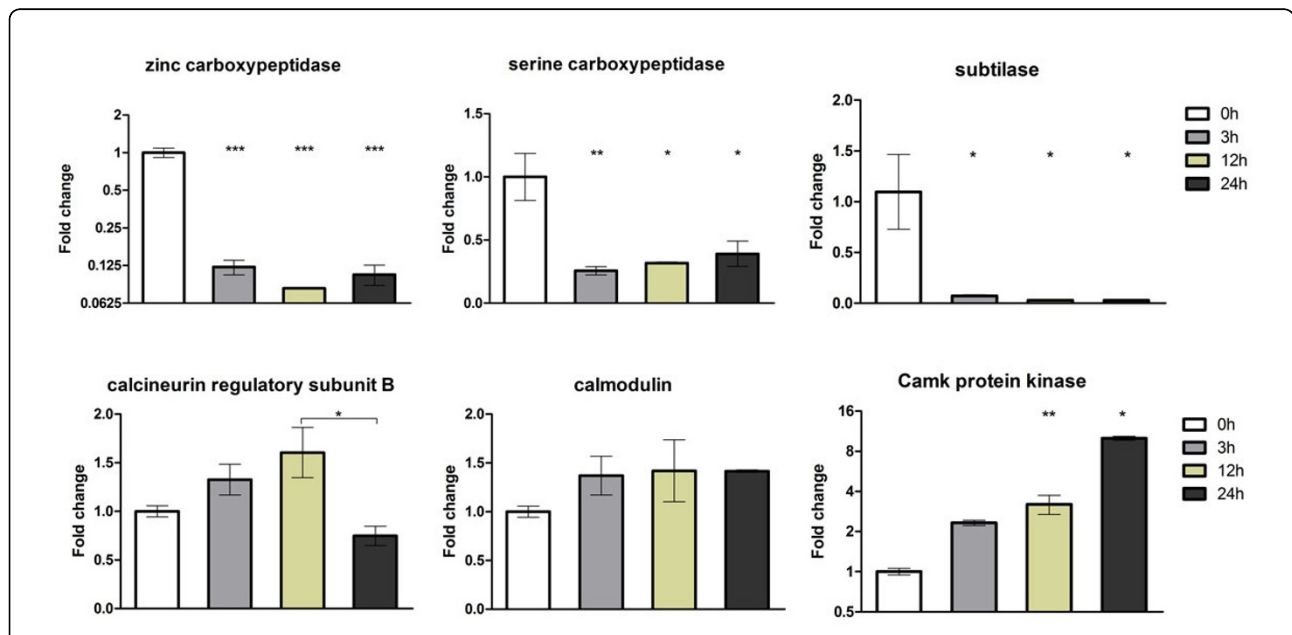 zinc carboxypeptidase
Fold change
2
1
0.5
0.25
0.125
0.0625
*** *** ***
serine carboxypeptidase
Fold change
1.5
1.0
0.5
0.0
** * *
subtilase
Fold change
2.0
1.5
1.0
0.5
0.0
* * *
0h
3h
12h
24h
calcineurin regulatory subunit B
Fold change
2.0
1.5
1.0
0.5
0.0
*
calmodulin
Fold change
2.0
1.5
1.0
0.5
0.0
Camk protein kinase
Fold change
16
8
4
2
1
0.5
** *
0h
3h
12h
24h